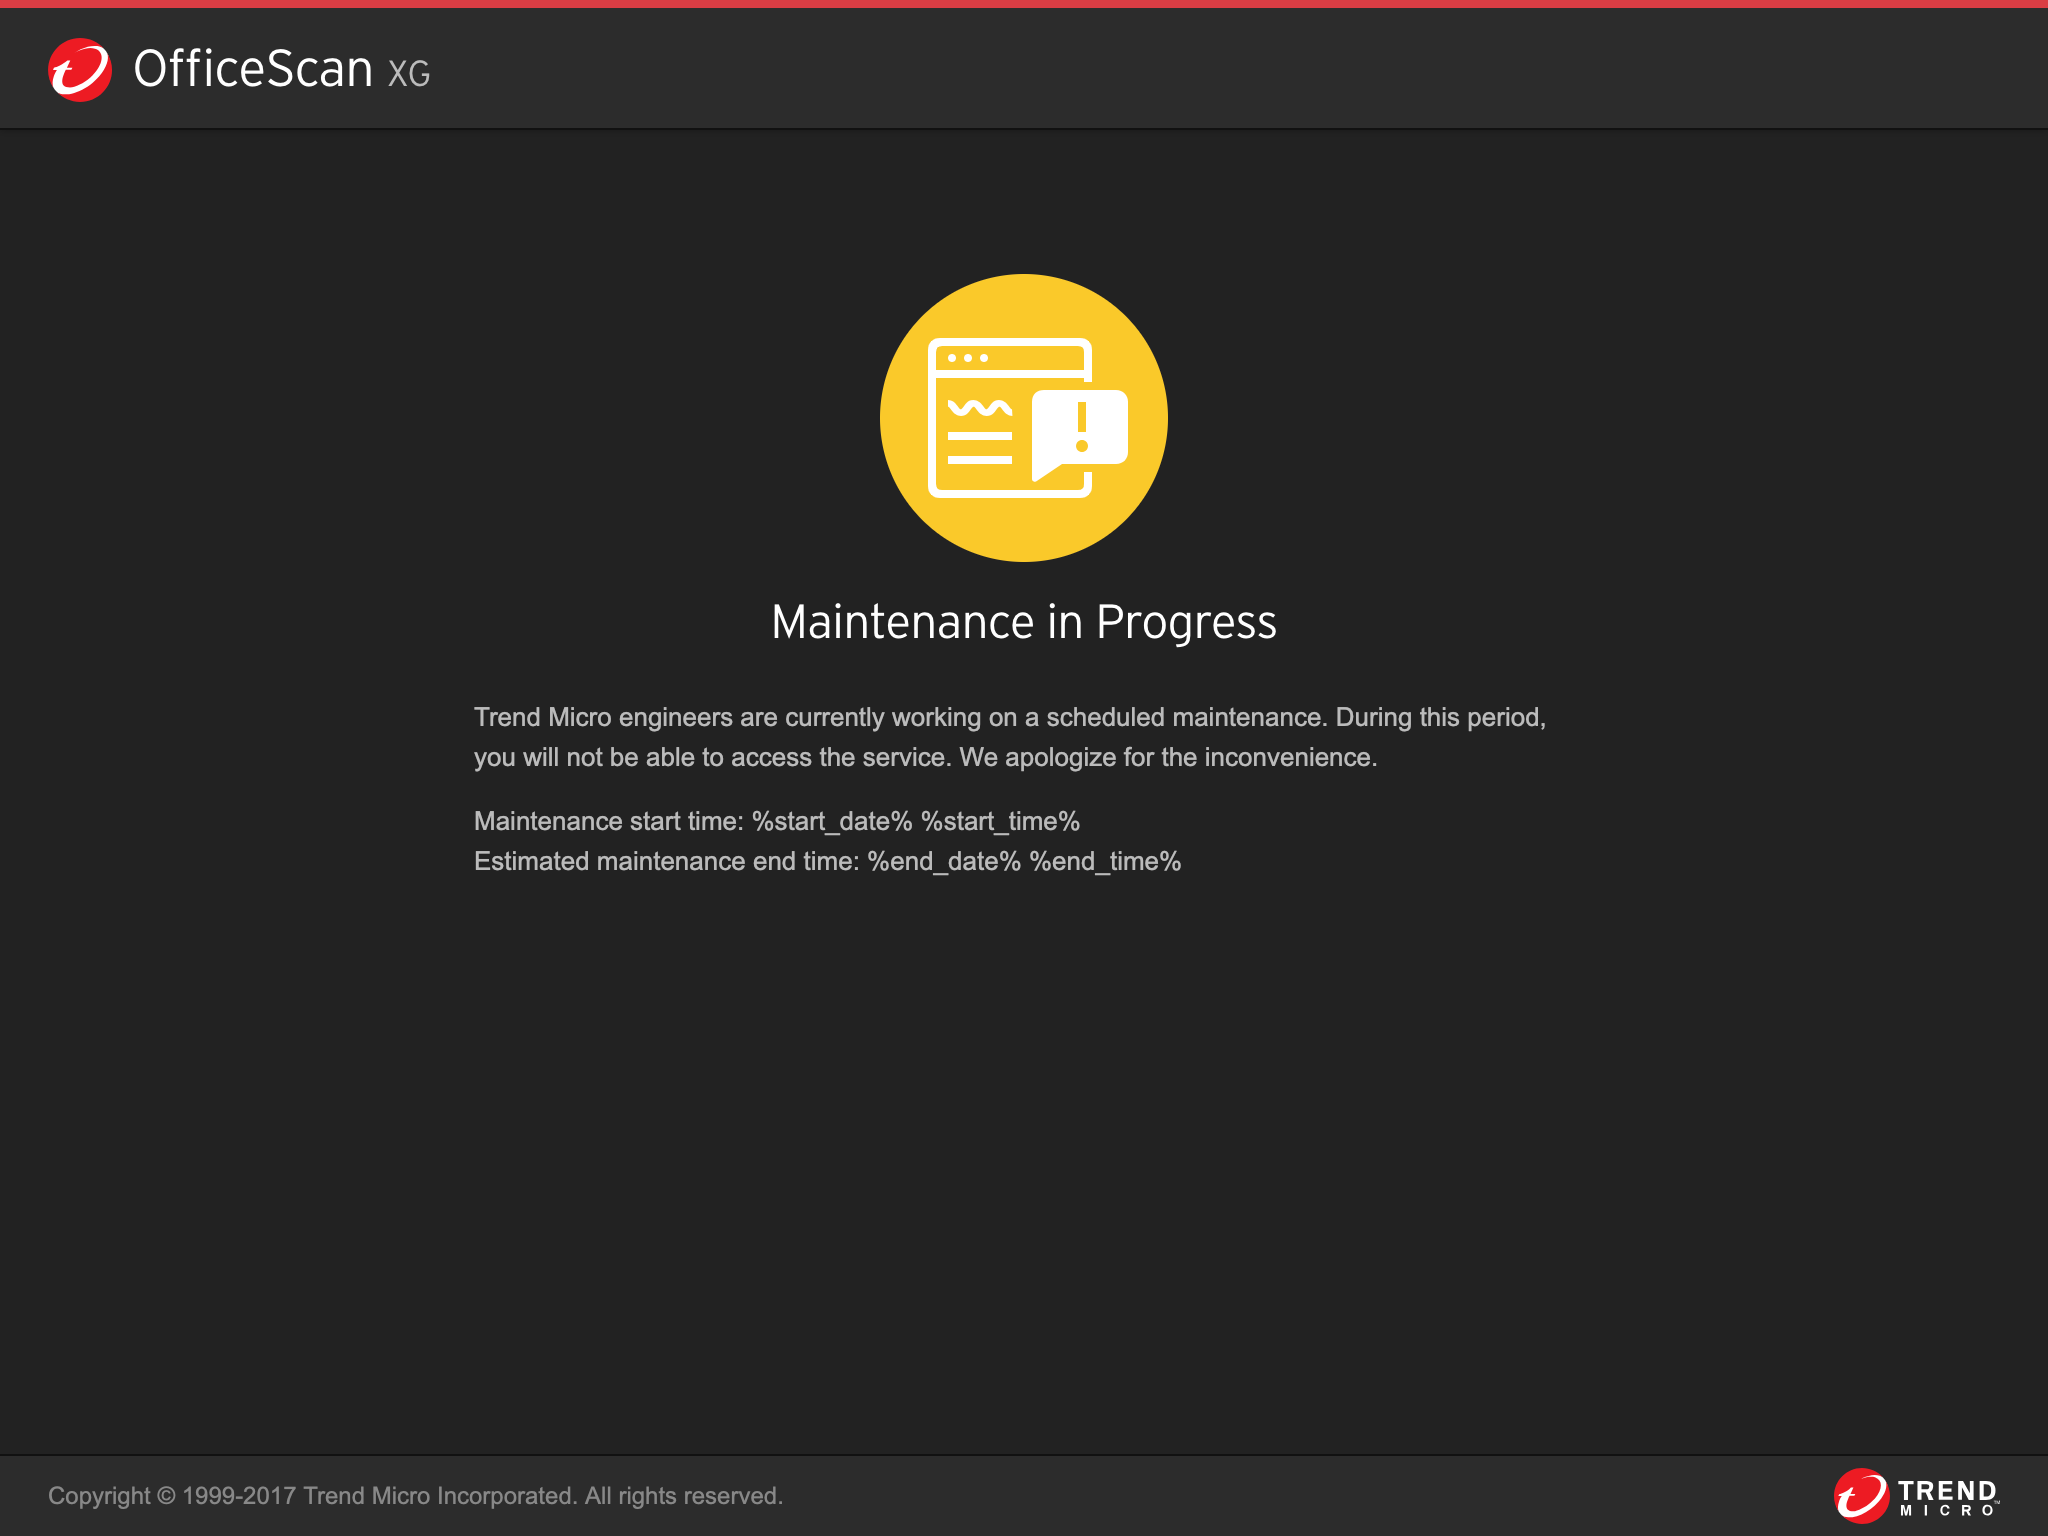 OfficeScan XG
Maintenance in Progress
Trend Micro engineers are currently working on a scheduled maintenance. During this period,
you will not be able to access the service. We apologize for the inconvenience.
Maintenance start time: %start_date% %start_time%
Estimated maintenance end time: %end_date% %end_time%
Copyright © 1999-2017 Trend Micro Incorporated. All rights reserved.
TREND
MICRO™